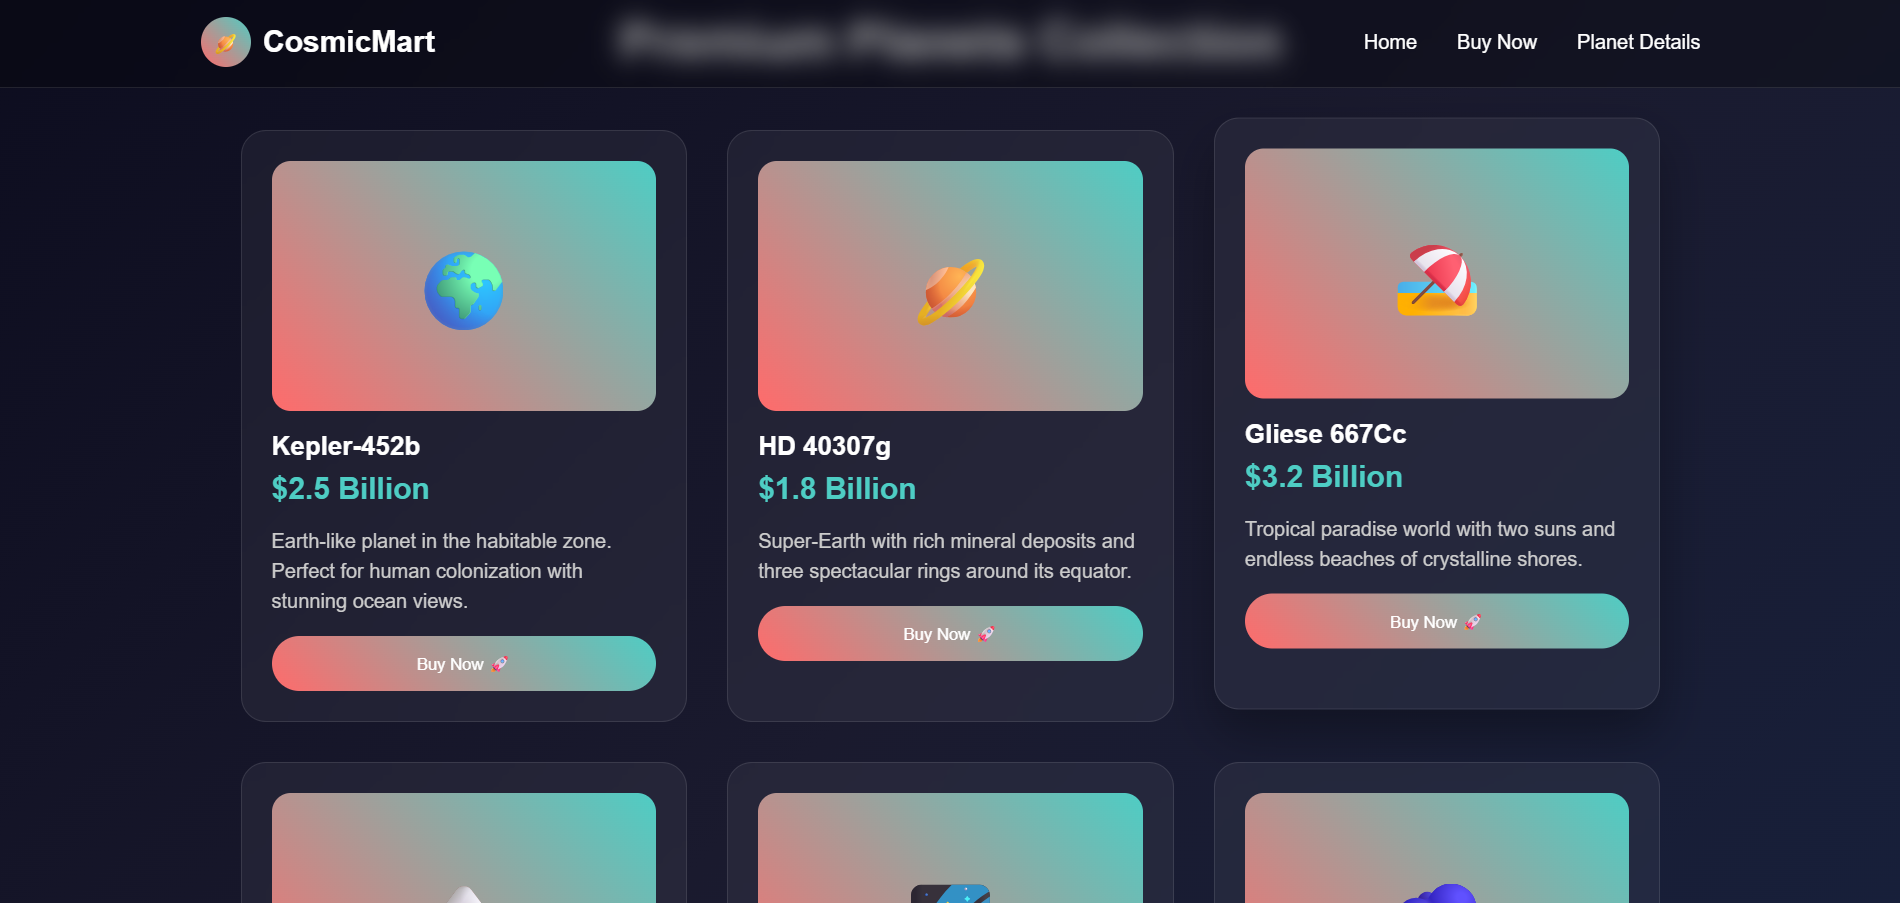 CosmicMart
Premium Planets Collection
Home
Buy Now
Planet Details
Kepler-452b
$2.5 Billion
Earth-like planet in the habitable zone.
Perfect for human colonization with
stunning ocean views.
Buy Now
HD 40307g
$1.8 Billion
Super-Earth with rich mineral deposits and
three spectacular rings around its equator.
Buy Now
Gliese 667Cc
$3.2 Billion
Tropical paradise world with two suns and
endless beaches of crystalline shores.
Buy Now